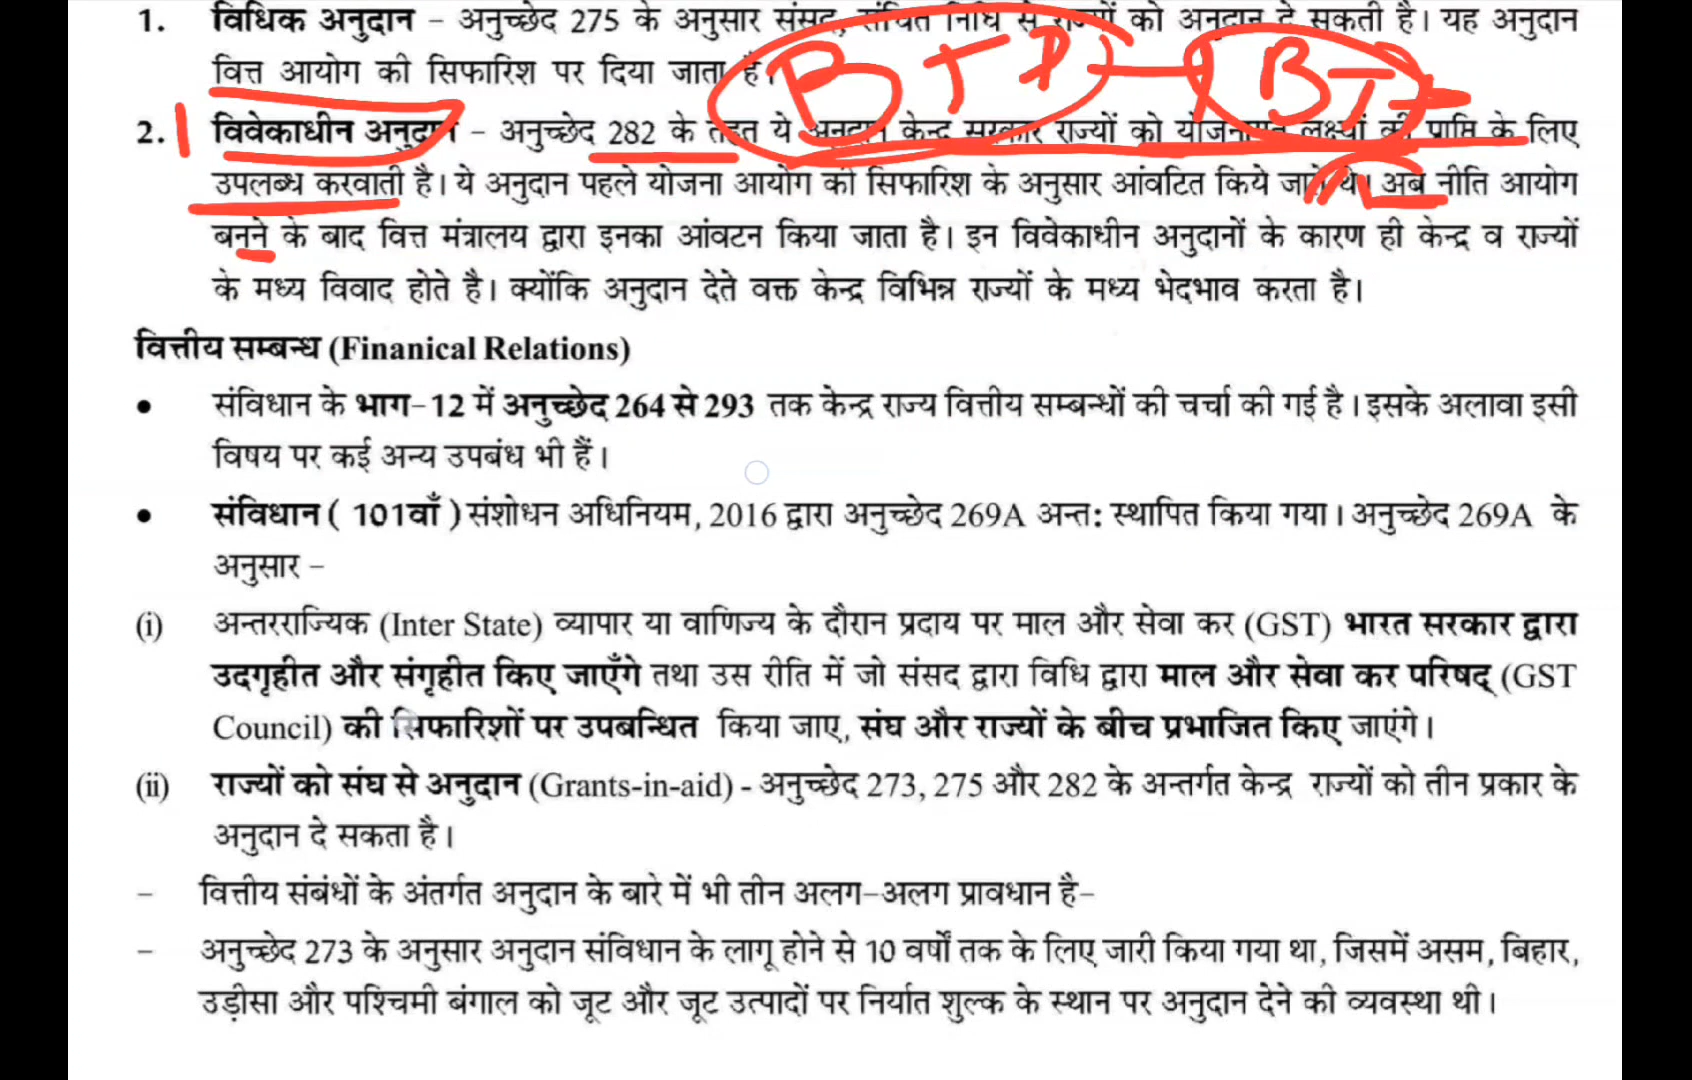 1. विधिक अनुदान – अनुच्छेद 275 के अनुसार संसद, संचित निधि से राज्यों को अनुदान दे सकती है। यह अनुदान
वित्त आयोग की सिफारिश पर दिया जाता है।
B T P – B T P
2. विवेकाधीन अनुदान – अनुच्छेद 282 के तहत ये अनुदान केन्द्र सरकार राज्यों को योजनागत लक्ष्यों की प्राप्ति के लिए
उपलब्ध करवाती है। ये अनुदान पहले योजना आयोग की सिफारिश के अनुसार आंवटित किये जाते थे। अब नीति आयोग
बनने के बाद वित्त मंत्रालय द्वारा इनका आंवटन किया जाता है। इन विवेकाधीन अनुदानों के कारण ही केन्द्र व राज्यों
के मध्य विवाद होते है। क्योंकि अनुदान देते वक्त केन्द्र विभिन्न राज्यों के मध्य भेदभाव करता है।
वित्तीय सम्बन्ध (Finanical Relations)
• संविधान के भाग-12 में अनुच्छेद 264 से 293 तक केन्द्र राज्य वित्तीय सम्बन्धों की चर्चा की गई है। इसके अलावा इसी
विषय पर कई अन्य उपबंध भी हैं।
• संविधान ( 101वाँ ) संशोधन अधिनियम, 2016 द्वारा अनुच्छेद 269A अन्त: स्थापित किया गया। अनुच्छेद 269A के
अनुसार –
(i) अन्तरराज्यिक (Inter State) व्यापार या वाणिज्य के दौरान प्रदाय पर माल और सेवा कर (GST) भारत सरकार द्वारा
उदगृहीत और संगृहीत किए जाएँगे तथा उस रीति में जो संसद द्वारा विधि द्वारा माल और सेवा कर परिषद् (GST
Council) की सिफारिशों पर उपबन्धित किया जाए, संघ और राज्यों के बीच प्रभाजित किए जाएंगे।
(ii) राज्यों को संघ से अनुदान (Grants-in-aid) - अनुच्छेद 273, 275 और 282 के अन्तर्गत केन्द्र राज्यों को तीन प्रकार के
अनुदान दे सकता है।
– वित्तीय संबंधों के अंतर्गत अनुदान के बारे में भी तीन अलग-अलग प्रावधान है-
– अनुच्छेद 273 के अनुसार अनुदान संविधान के लागू होने से 10 वर्षों तक के लिए जारी किया गया था, जिसमें असम, बिहार,
उड़ीसा और पश्चिमी बंगाल को जूट और जूट उत्पादों पर निर्यात शुल्क के स्थान पर अनुदान देने की व्यवस्था थी।